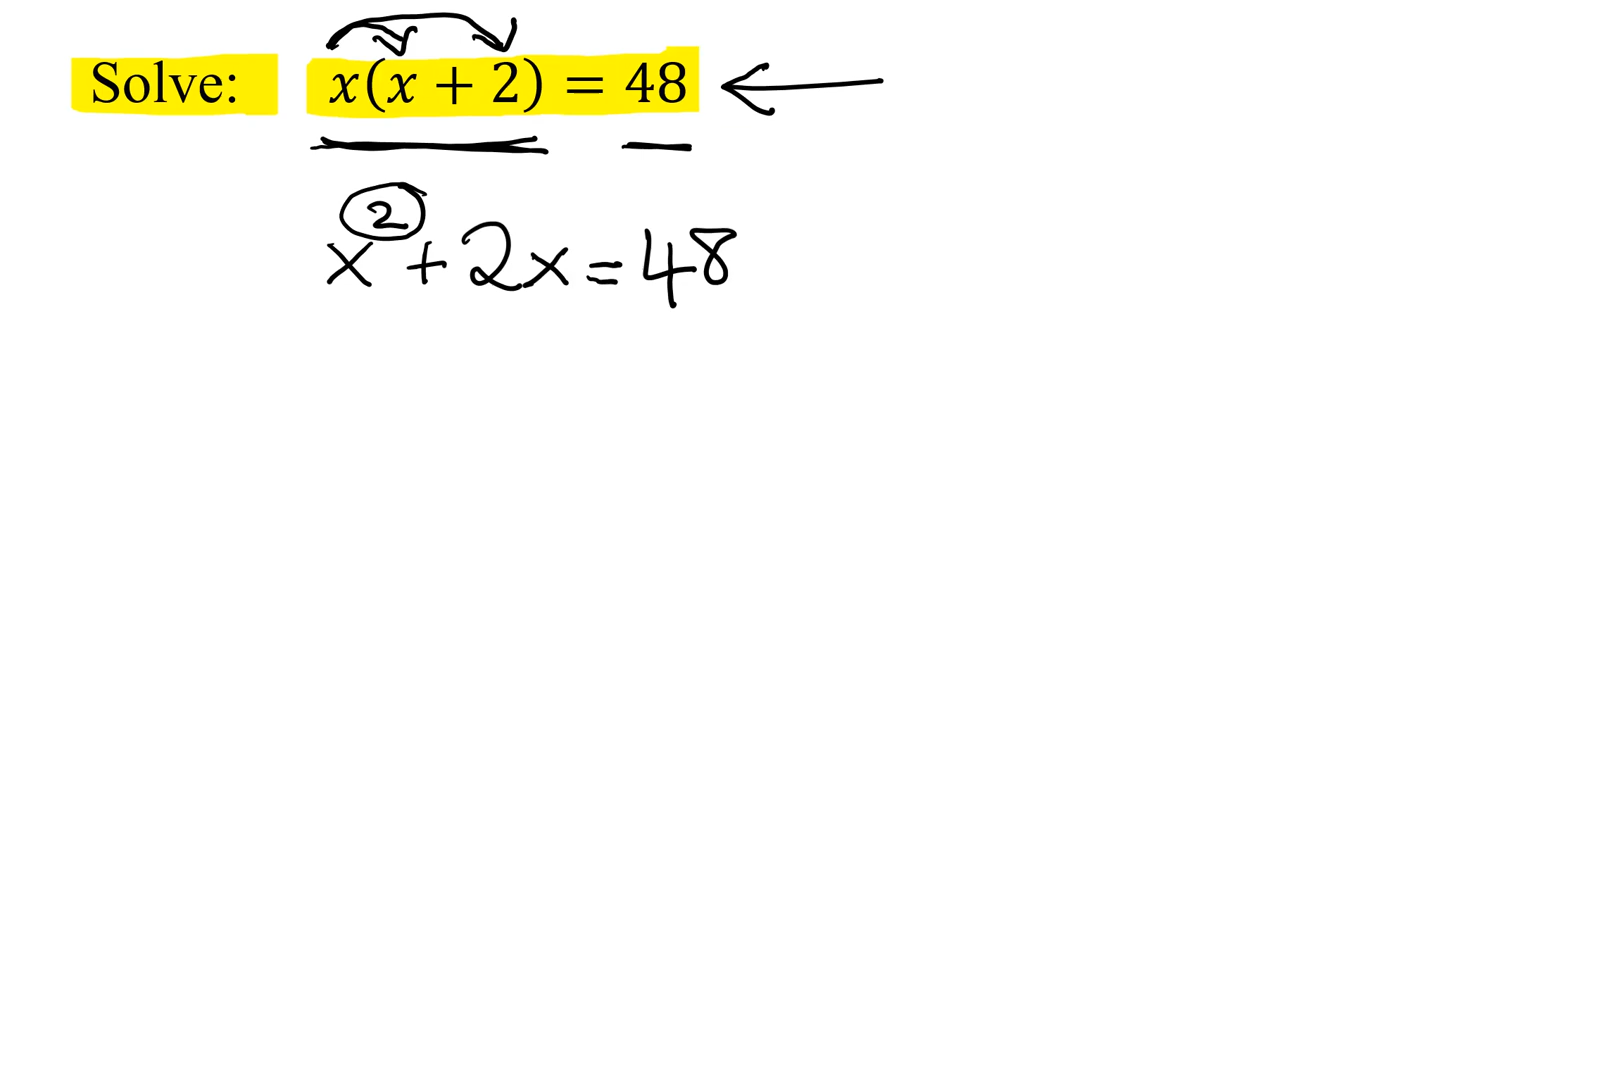 Solve: x(x + 2) = 48
x² + 2x = 48